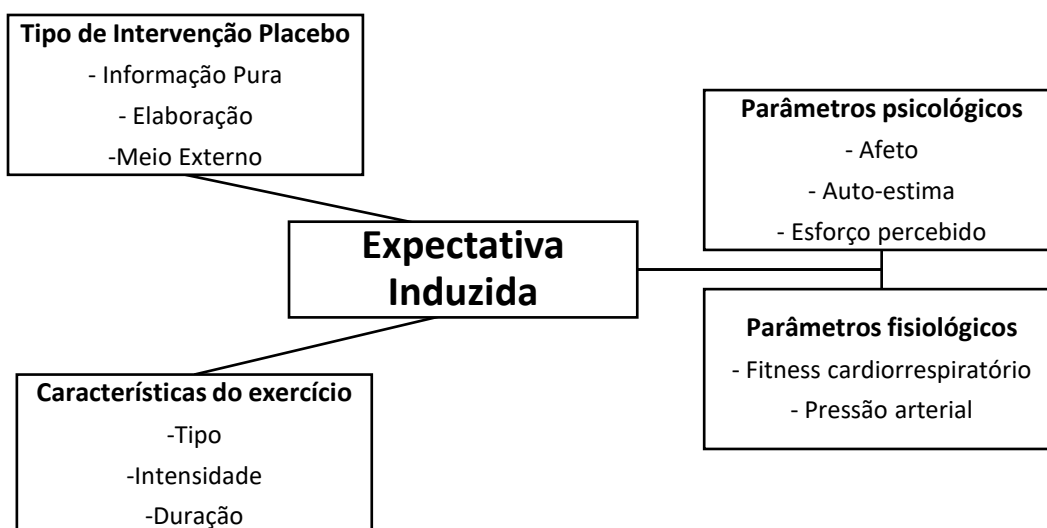 Tipo de Intervenção Placebo
- Informação Pura
- Elaboração
-Meio Externo
Parâmetros psicológicos
- Afeto
- Auto-estima
- Esforço percebido
Expectativa
Induzida
Parâmetros fisiológicos
- Fitness cardiorrespiratório
- Pressão arterial
Características do exercício
-Tipo
-Intensidade
-Duração